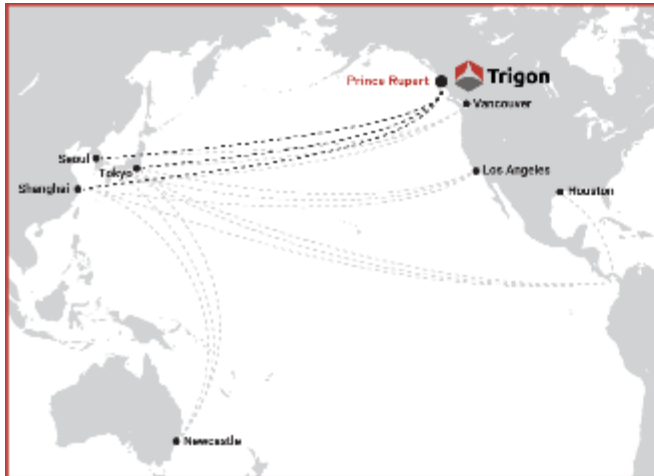 Prince Rupert
Trigon
Vancouver
Seoul
Tokyo
Los Angeles
Shanghai
Houston
Newcastle